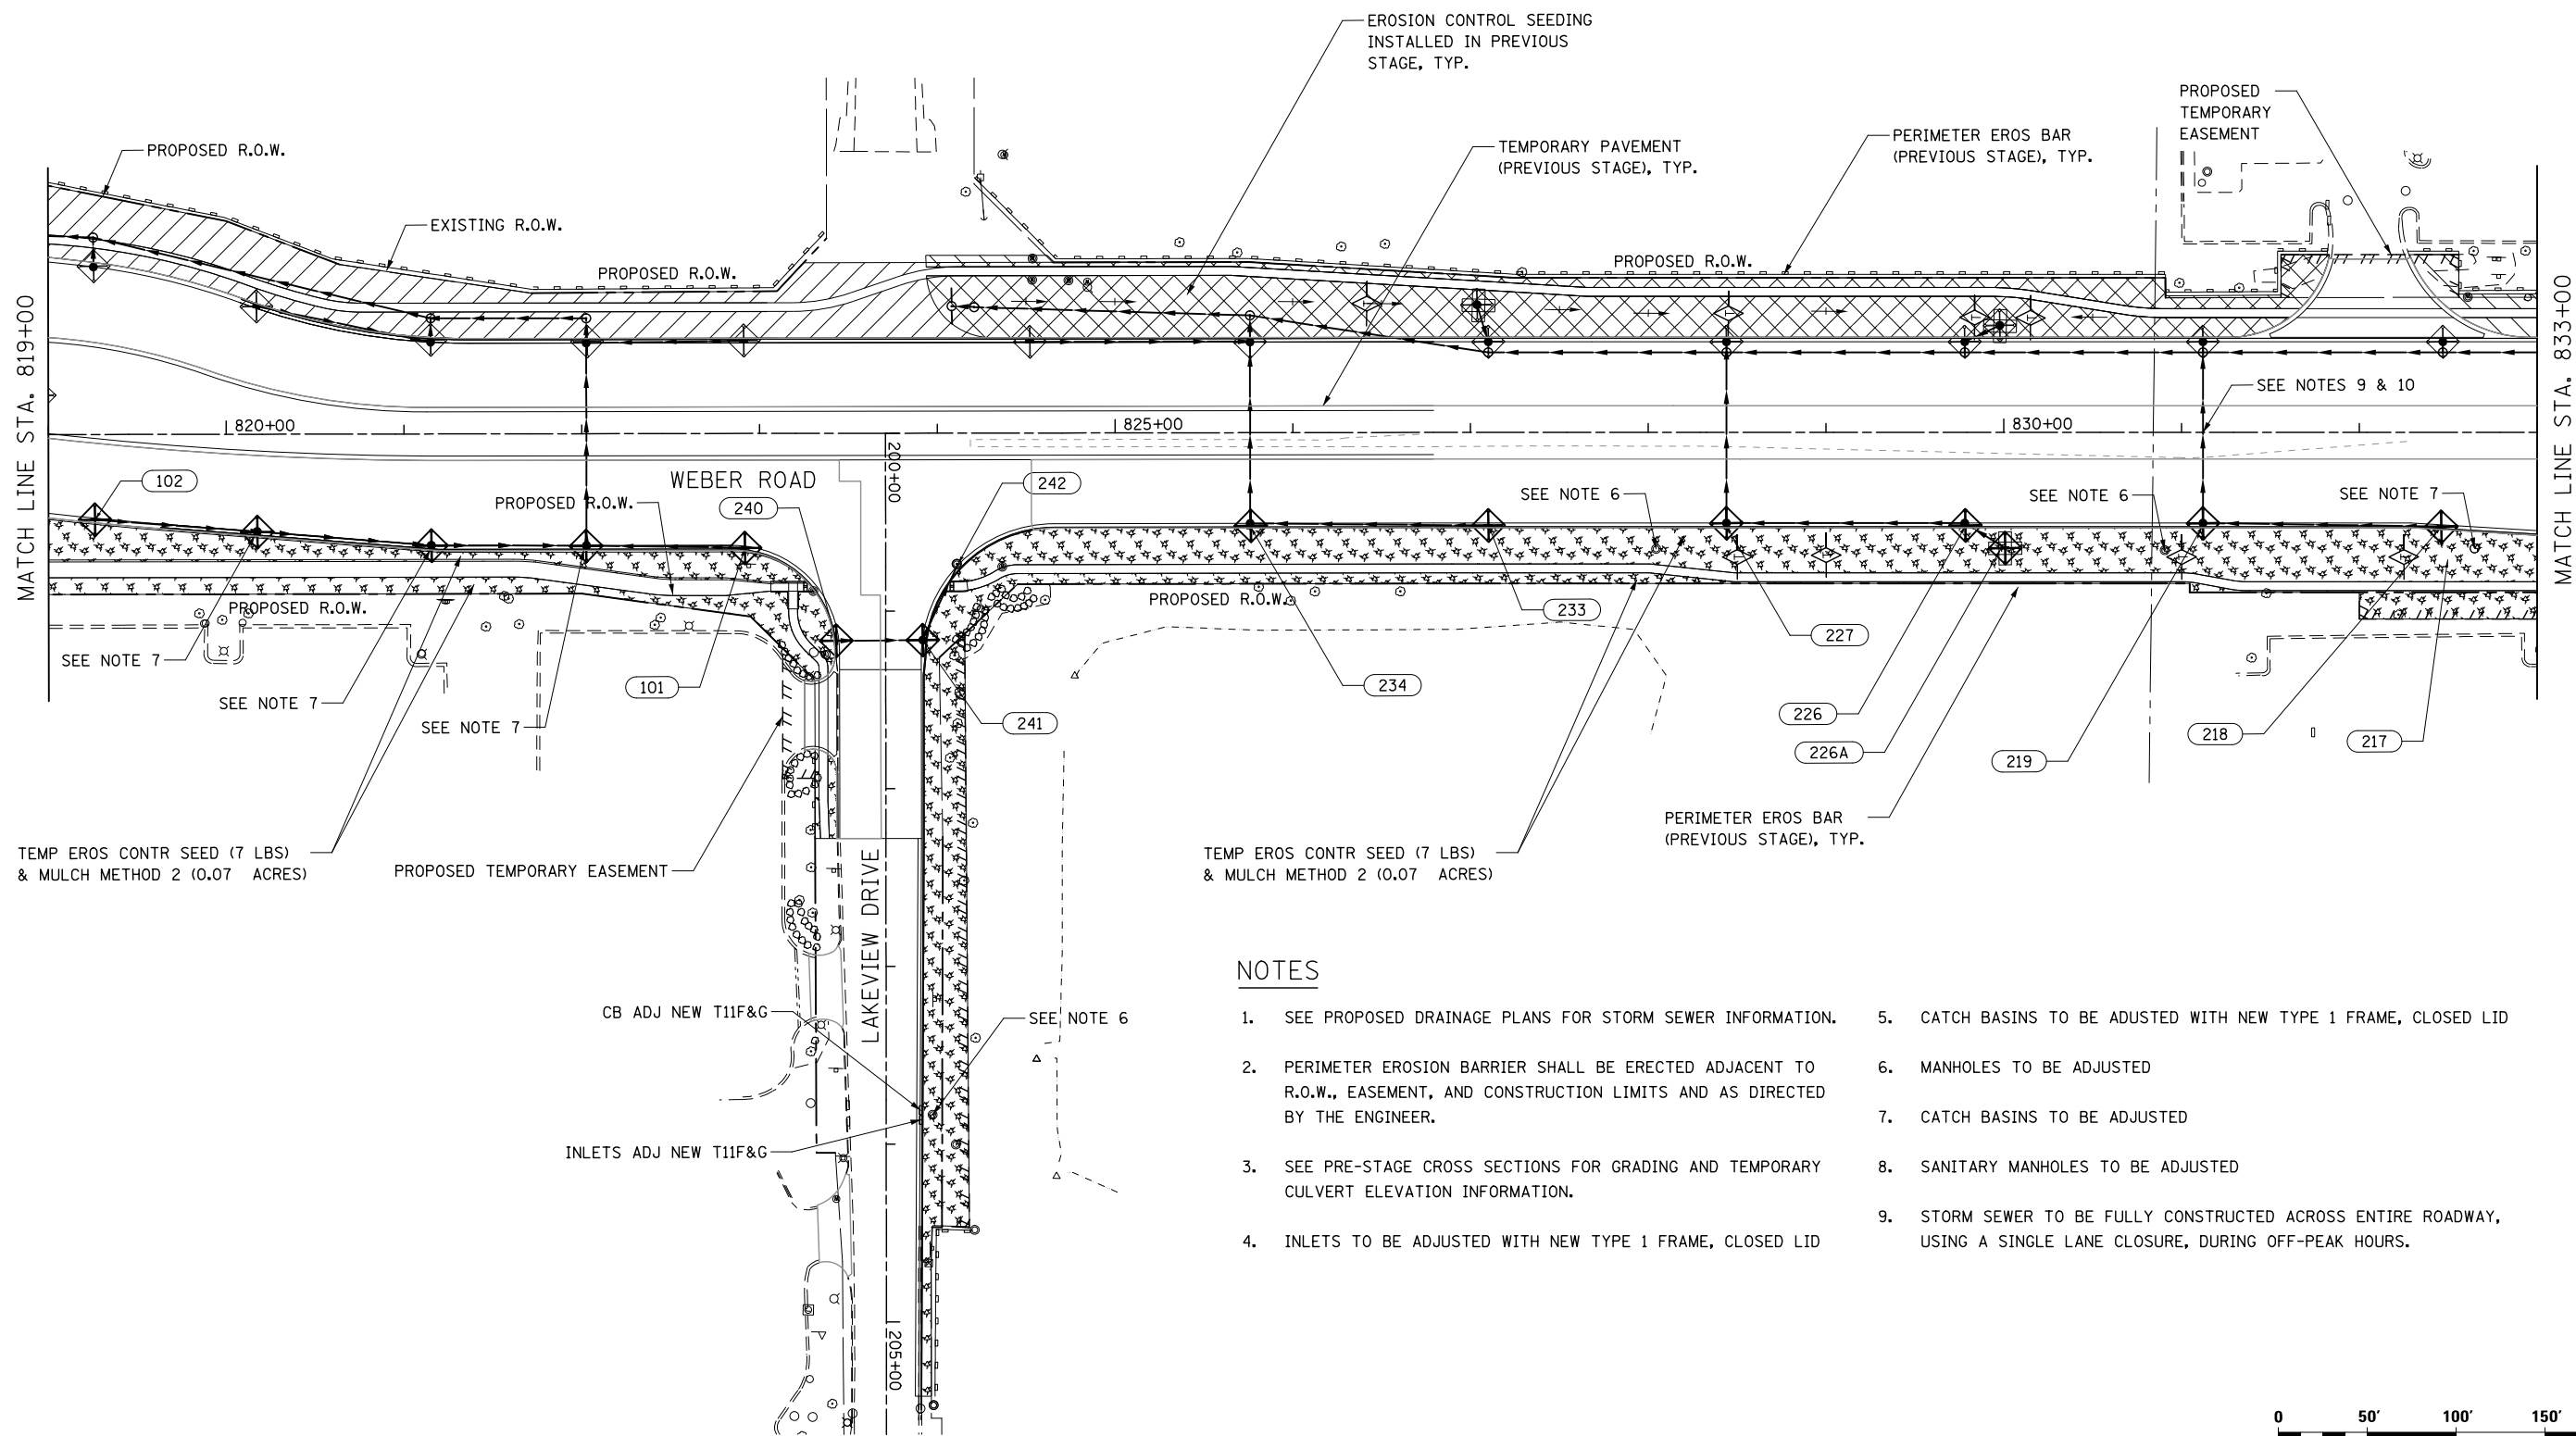 EROSION CONTROL SEEDING
INSTALLED IN PREVIOUS
STAGE, TYP.
PROPOSED
TEMPORARY
EASEMENT
PROPOSED R.O.W.
TEMPORARY PAVEMENT
(PREVIOUS STAGE), TYP.
PERIMETER EROS BAR
(PREVIOUS STAGE), TYP.
EXISTING R.O.W.
PROPOSED R.O.W.
PROPOSED R.O.W.
MATCH LINE STA. 819+00
MATCH LINE STA. 833+00
SEE NOTES 9 & 10
820+00
825+00
830+00
200+00
WEBER ROAD
102
PROPOSED R.O.W.
240
242
SEE NOTE 6
SEE NOTE 6
SEE NOTE 7
PROPOSED R.O.W.
PROPOSED R.O.W.
233
227
SEE NOTE 7
101
234
SEE NOTE 7
SEE NOTE 7
241
226
226A
219
218
217
PERIMETER EROS BAR
(PREVIOUS STAGE), TYP.
TEMP EROS CONTR SEED (7 LBS)
& MULCH METHOD 2 (0.07 ACRES)
PROPOSED TEMPORARY EASEMENT
TEMP EROS CONTR SEED (7 LBS)
& MULCH METHOD 2 (0.07 ACRES)
LAKEVIEW DRIVE
CB ADJ NEW T11F&G
SEE NOTE 6
INLETS ADJ NEW T11F&G
205+00
NOTES
1. SEE PROPOSED DRAINAGE PLANS FOR STORM SEWER INFORMATION.
2. PERIMETER EROSION BARRIER SHALL BE ERECTED ADJACENT TO
R.O.W., EASEMENT, AND CONSTRUCTION LIMITS AND AS DIRECTED
BY THE ENGINEER.
3. SEE PRE-STAGE CROSS SECTIONS FOR GRADING AND TEMPORARY
CULVERT ELEVATION INFORMATION.
4. INLETS TO BE ADJUSTED WITH NEW TYPE 1 FRAME, CLOSED LID
5. CATCH BASINS TO BE ADUSTED WITH NEW TYPE 1 FRAME, CLOSED LID
6. MANHOLES TO BE ADJUSTED
7. CATCH BASINS TO BE ADJUSTED
8. SANITARY MANHOLES TO BE ADJUSTED
9. STORM SEWER TO BE FULLY CONSTRUCTED ACROSS ENTIRE ROADWAY,
USING A SINGLE LANE CLOSURE, DURING OFF-PEAK HOURS.
0 50' 100' 150'